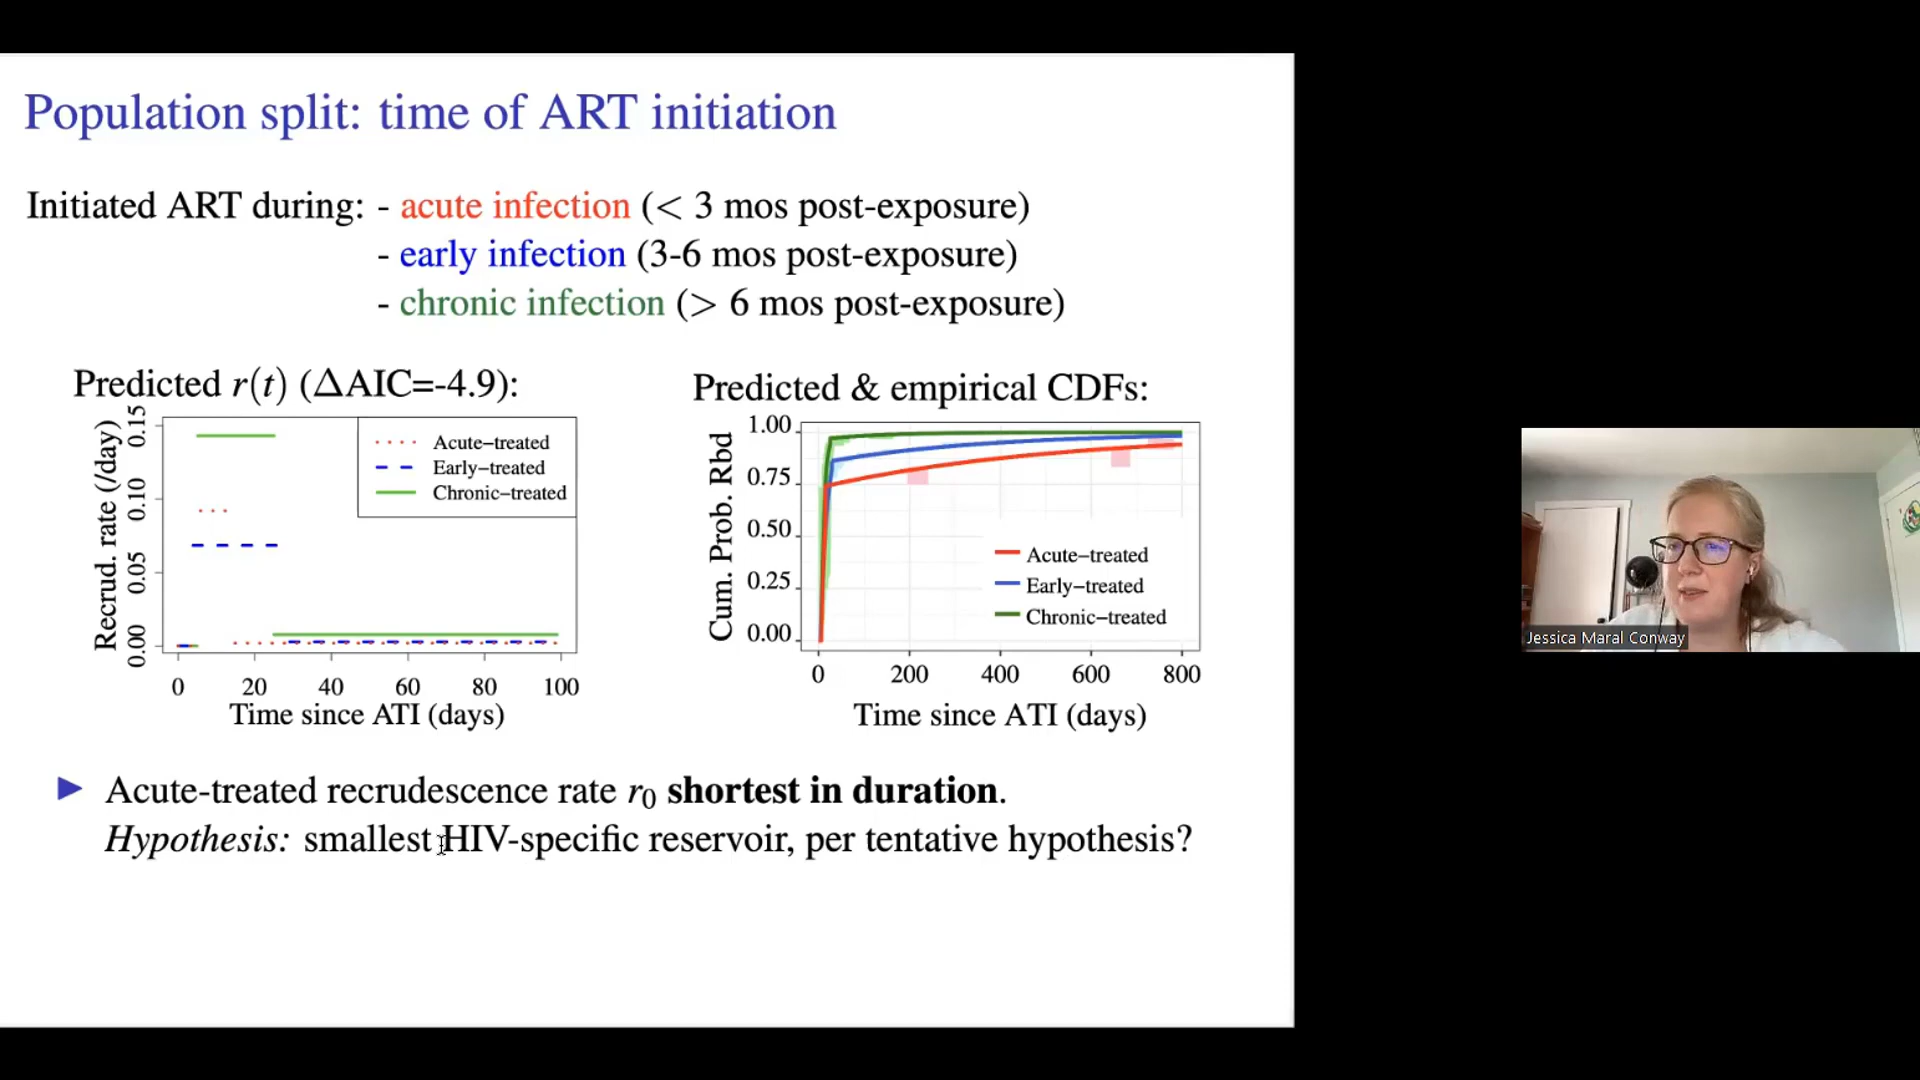 Population split: time of ART initiation
Initiated ART during: - acute infection (< 3 mos post-exposure)
- early infection (3-6 mos post-exposure)
- chronic infection (> 6 mos post-exposure)
Predicted r(t) (ΔAIC=-4.9):
Recrud. rate (/day)
0.15
0.10
0.05
0.00
Acute−treated
Early−treated
Chronic−treated
0 20 40 60 80 100
Time since ATI (days)
Predicted & empirical CDFs:
Cum. Prob. Rbd
1.00
0.75
0.50
0.25
0.00
Acute−treated
Early−treated
Chronic−treated
0 200 400 600 800
Time since ATI (days)
Acute-treated recrudescence rate r0 shortest in duration.
Hypothesis: smallest HIV-specific reservoir, per tentative hypothesis?
Jessica Maral Conway